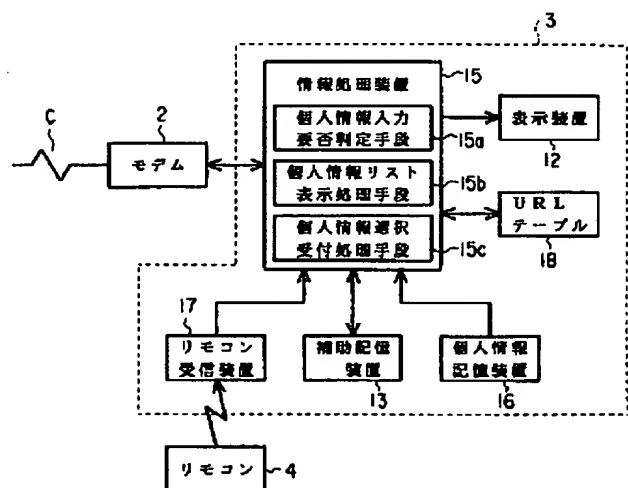 3
情報処理装置
15
個人情報入力
要否判定手段
15a
個人情報リスト
表示処理手段
15b
個人情報選択
受付処理手段
15c
C
2
モデム
表示装置
12
URL
テーブル
18
17
リモコン
受信装置
補助記憶
装置
13
個人情報
記憶装置
16
リモコン
4